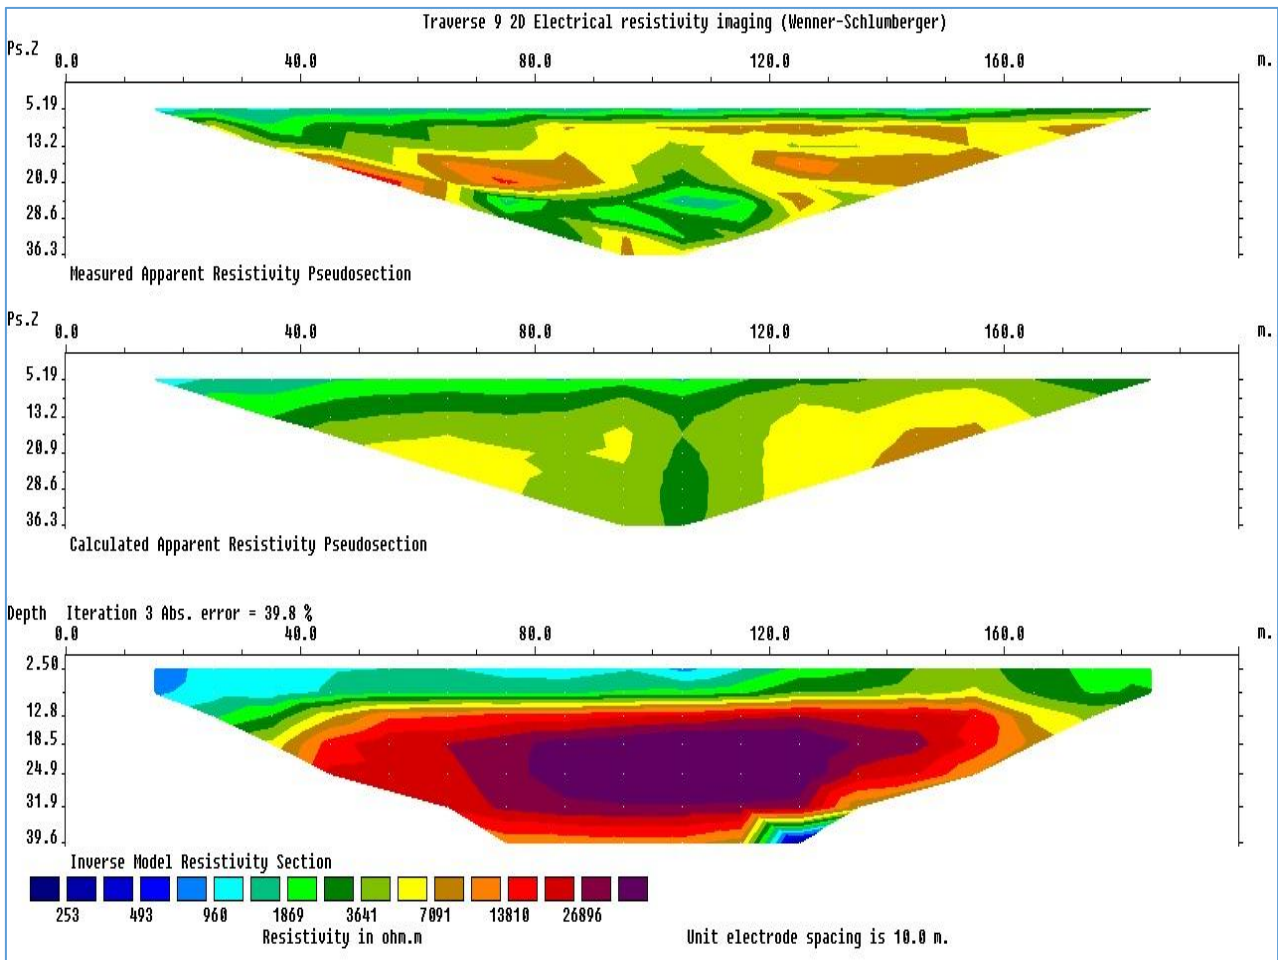 Traverse 9 2D Electrical resistivity imaging (Wenner-Schlumberger)
Ps.Z 0.0 40.0 80.0 120.0 160.0 m.
5.19
13.2
20.9
28.6
36.3
Measured Apparent Resistivity Pseudosection
Ps.Z 0.0 40.0 80.0 120.0 160.0 m.
5.19
13.2
20.9
28.6
36.3
Calculated Apparent Resistivity Pseudosection
Depth Iteration 3 Abs. error = 39.8 %
0.0 40.0 80.0 120.0 160.0 m.
2.50
12.8
18.5
24.9
31.9
39.6
Inverse Model Resistivity Section
253 493 960 1869 3641 7091 13810 26896
Resistivity in ohm.m Unit electrode spacing is 10.0 m.